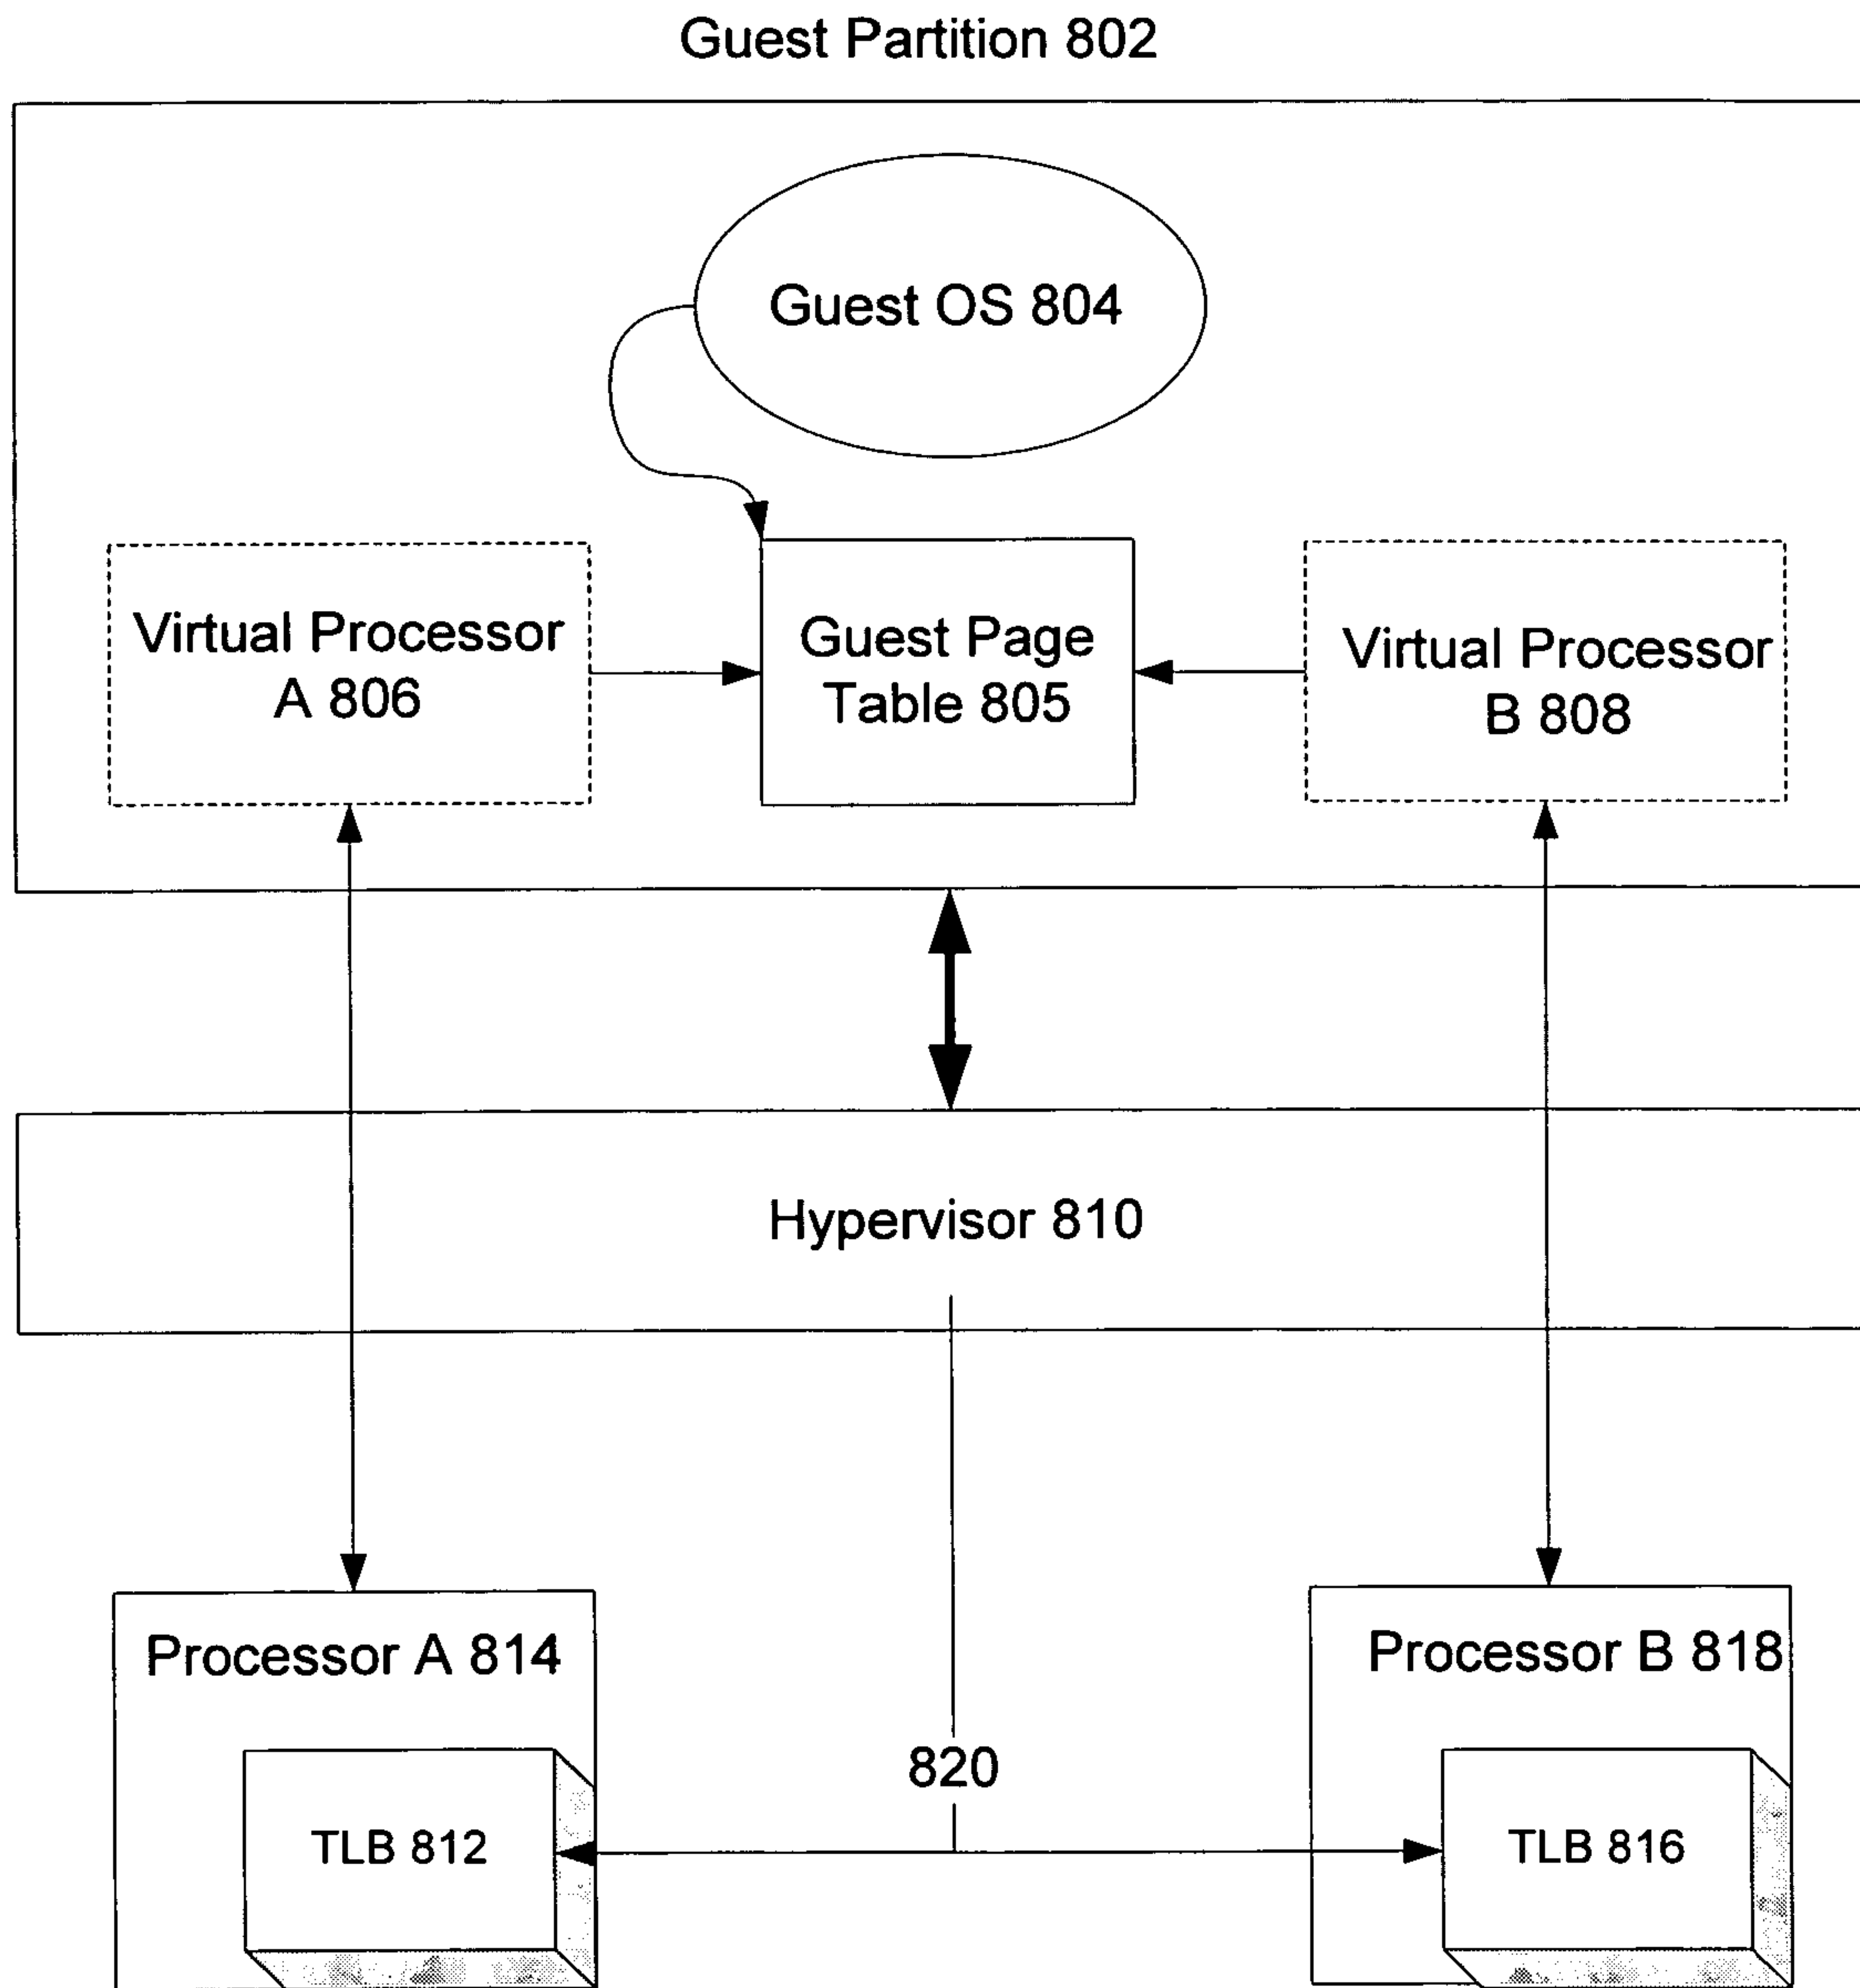 Guest Partition 802
Guest OS 804
Virtual Processor
A 806
Guest Page
Table 805
Virtual Processor
B 808
Hypervisor 810
Processor A 814
Processor B 818
820
TLB 812
TLB 816